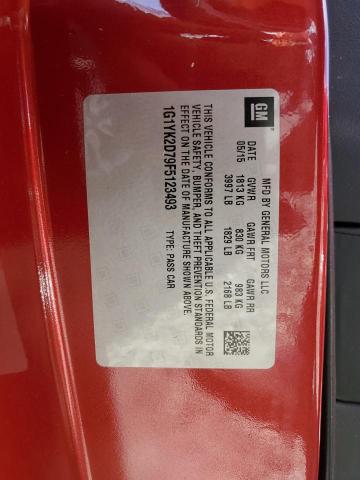 GM
MFD BY GENERAL MOTORS LLC
DATE GVWR GAWR FRT GAWR RR
05/15 1813 KG 830 KG 983 KG
3997 LB 1829 LB 2168 LB
THIS VEHICLE CONFORMS TO ALL APPLICABLE U.S. FEDERAL MOTOR
VEHICLE SAFETY, BUMPER, AND THEFT PREVENTION STANDARDS IN
EFFECT ON THE DATE OF MANUFACTURE SHOWN ABOVE.
1G1YK2D79F5123493 TYPE: PASS CAR